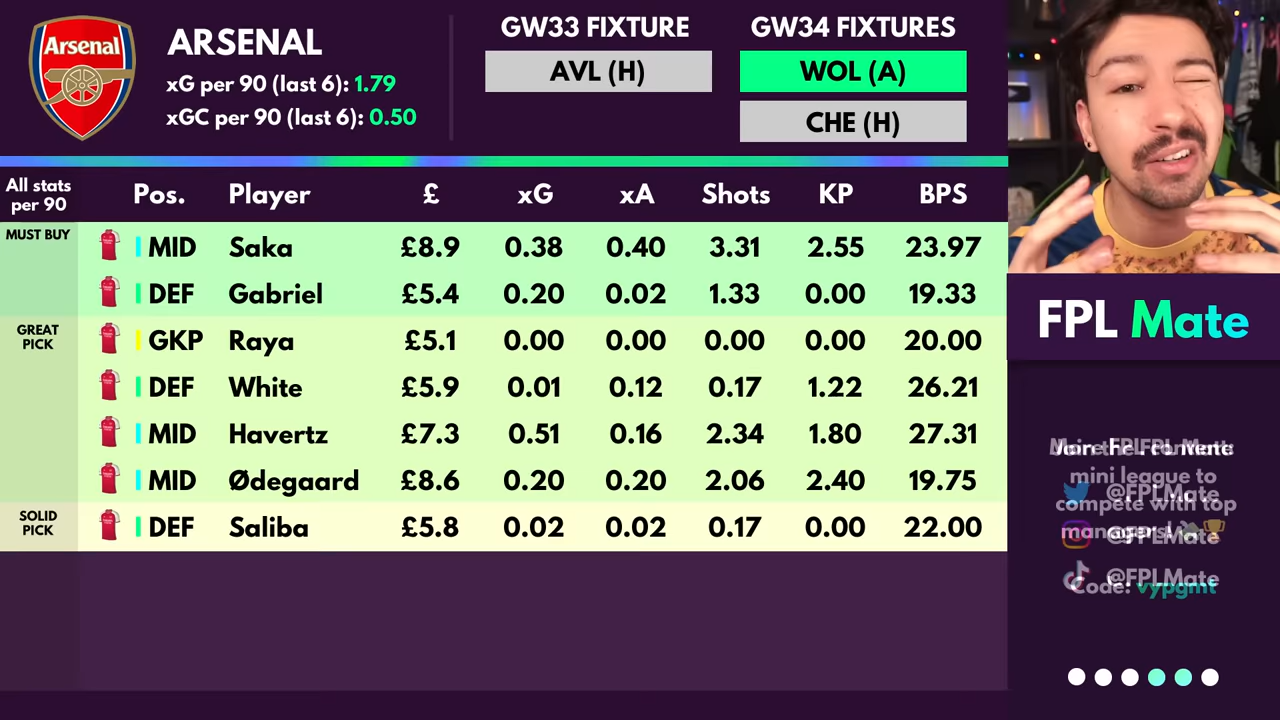 Arsenal
ARSENAL
xG per 90 (last 6): 1.79
xGC per 90 (last 6): 0.50
GW33 FIXTURE
AVL (H)
GW34 FIXTURES
WOL (A)
CHE (H)
All stats
per 90
Pos. Player £ xG xA Shots KP BPS
MUST BUY
MID Saka £8.9 0.38 0.40 3.31 2.55 23.97
DEF Gabriel £5.4 0.20 0.02 1.33 0.00 19.33
GREAT
PICK
GKP Raya £5.1 0.00 0.00 0.00 0.00 20.00
DEF White £5.9 0.01 0.12 0.17 1.22 26.21
MID Havertz £7.3 0.51 0.16 2.34 1.80 27.31
MID Ødegaard £8.6 0.20 0.20 2.06 2.40 19.75
SOLID
PICK
DEF Saliba £5.8 0.02 0.02 0.17 0.00 22.00
FPL Mate
mini league to
@FPLMate
compete with top
@FPLMate
@FPLMate
Code: vypgmt